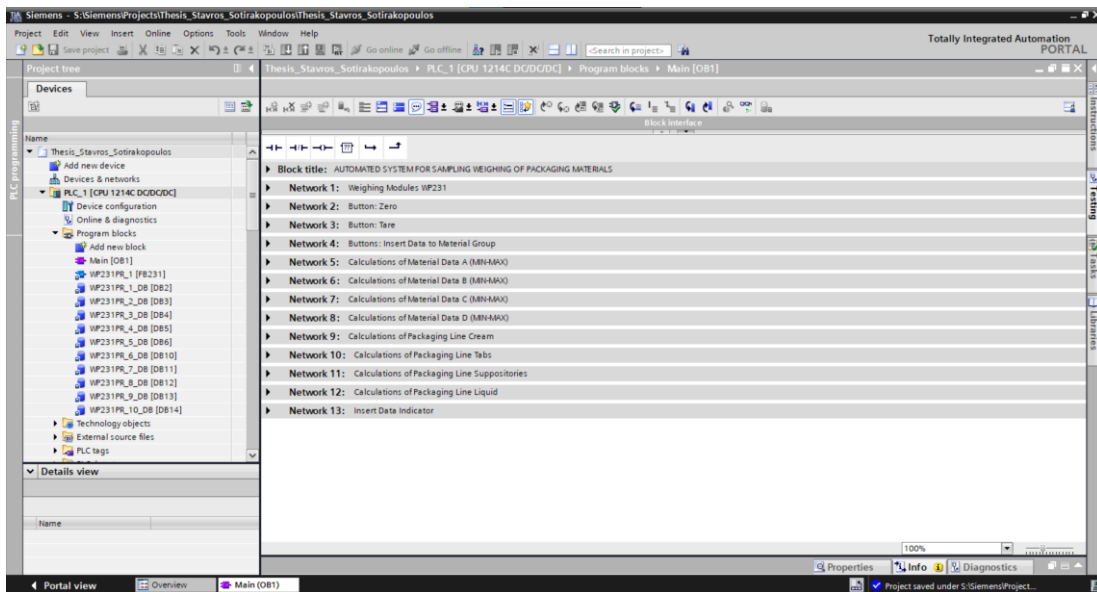 Siemens - S:\Siemens\Projects\Thesis_Stavros_Sotirakopoulos\Thesis_Stavros_Sotirakopoulos
Project Edit View Insert Online Options Tools Window Help
Totally Integrated Automation
PORTAL
Save project Go online Go offline <Search in project>
Project tree
Thesis_Stavros_Sotirakopoulos ▸ PLC_1 [CPU 1214C DC/DC/DC] ▸ Program blocks ▸ Main [OB1]
Devices
Block interface
PLC programming
Name
Thesis_Stavros_Sotirakopoulos
Add new device
Devices & networks
PLC_1 [CPU 1214C DC/DC/DC]
Device configuration
Online & diagnostics
Program blocks
Add new block
Main [OB1]
WP231PR_1 [FB231]
WP231PR_1_DB [DB2]
WP231PR_2_DB [DB3]
WP231PR_3_DB [DB4]
WP231PR_4_DB [DB5]
WP231PR_5_DB [DB6]
WP231PR_6_DB [DB10]
WP231PR_7_DB [DB11]
WP231PR_8_DB [DB12]
WP231PR_9_DB [DB13]
WP231PR_10_DB [DB14]
Technology objects
External source files
PLC tags
Details view
Name
Block title: AUTOMATED SYSTEM FOR SAMPLING WEIGHING OF PACKAGING MATERIALS
Network 1: Weighing Modules WP231
Network 2: Button: Zero
Network 3: Button: Tare
Network 4: Buttons: Insert Data to Material Group
Network 5: Calculations of Material Data A (MIN-MAX)
Network 6: Calculations of Material Data B (MIN-MAX)
Network 7: Calculations of Material Data C (MIN-MAX)
Network 8: Calculations of Material Data D (MIN-MAX)
Network 9: Calculations of Packaging Line Cream
Network 10: Calculations of Packaging Line Tabs
Network 11: Calculations of Packaging Line Suppositories
Network 12: Calculations of Packaging Line Liquid
Network 13: Insert Data Indicator
Instructions
Testing
Tasks
Libraries
100%
Properties Info Diagnostics
Portal view Overview Main (OB1) Project saved under S:\Siemens\Project...